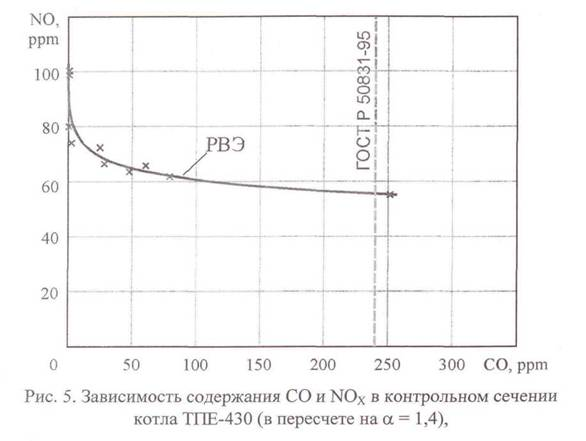 NO,
ppm
100
80
60
40
20
РВЭ
ГОСТ Р 50831-95
0 50 100 150 200 250 300 CO, ppm
Рис. 5. Зависимость содержания CO и NOX в контрольном сечении
котла ТПЕ-430 (в пересчете на α = 1,4),